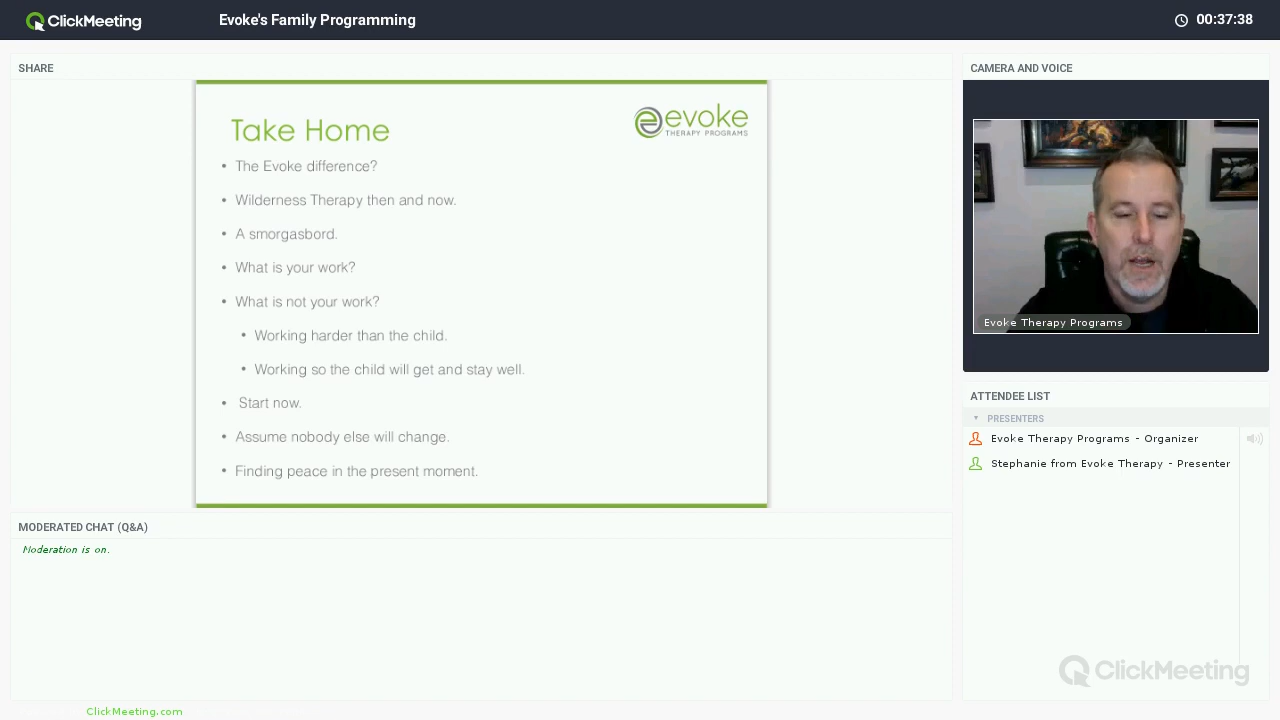 ClickMeeting
Evoke's Family Programming
00:37:38
SHARE
Take Home
evoke
THERAPY PROGRAMS
• The Evoke difference?
• Wilderness Therapy then and now.
• A smorgasbord.
• What is your work?
• What is not your work?
• Working harder than the child.
• Working so the child will get and stay well.
• Start now.
• Assume nobody else will change.
• Finding peace in the present moment.
MODERATED CHAT (Q&A)
Moderation is on.
CAMERA AND VOICE
Evoke Therapy Programs
ATTENDEE LIST
PRESENTERS
Evoke Therapy Programs - Organizer
Stephanie from Evoke Therapy - Presenter
ClickMeeting
ClickMeeting.com